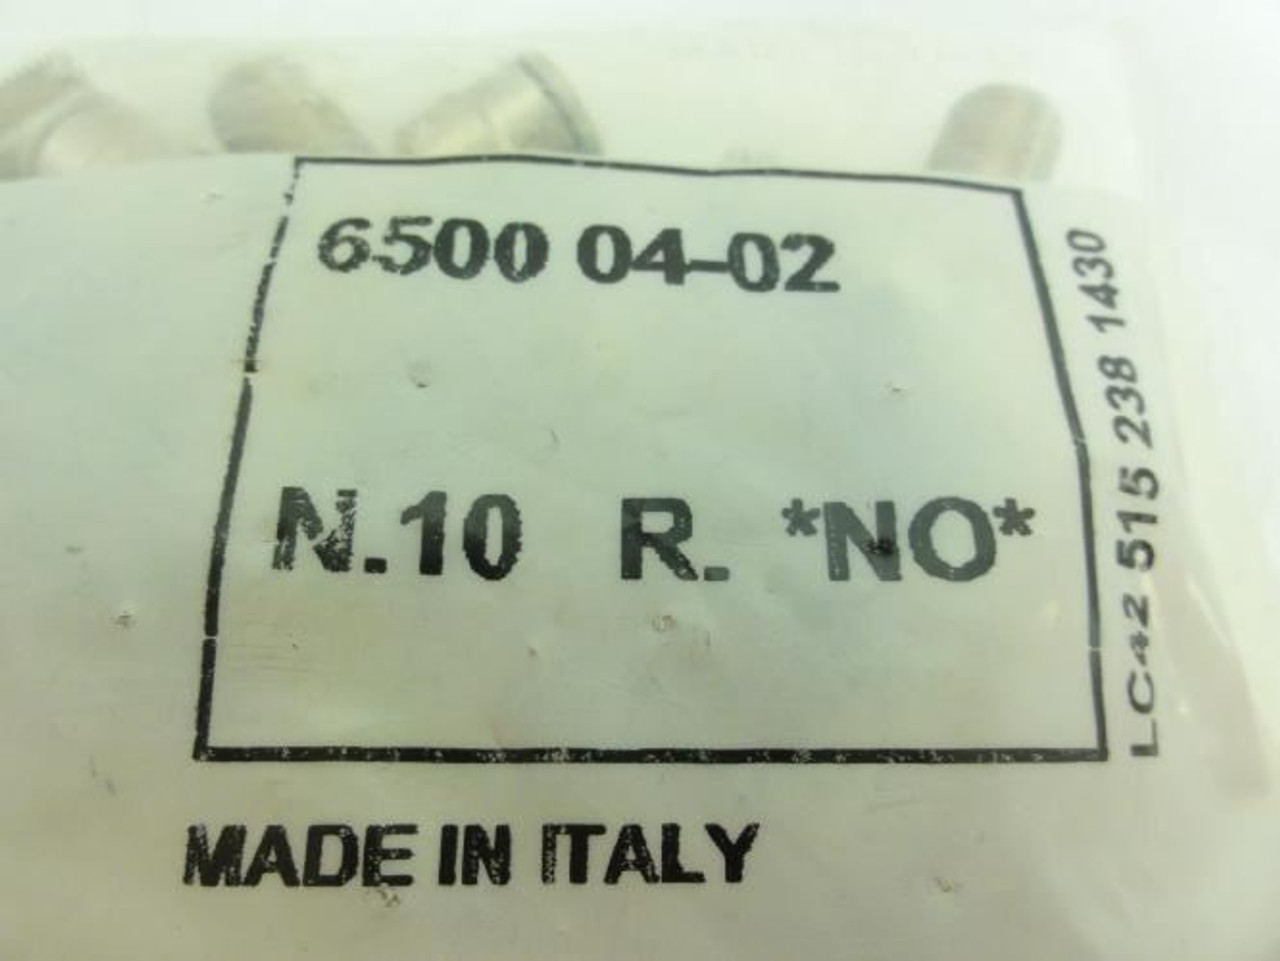 6500 04-02
N.10 R. *NO*
LC42 515 238 1430
MADE IN ITALY